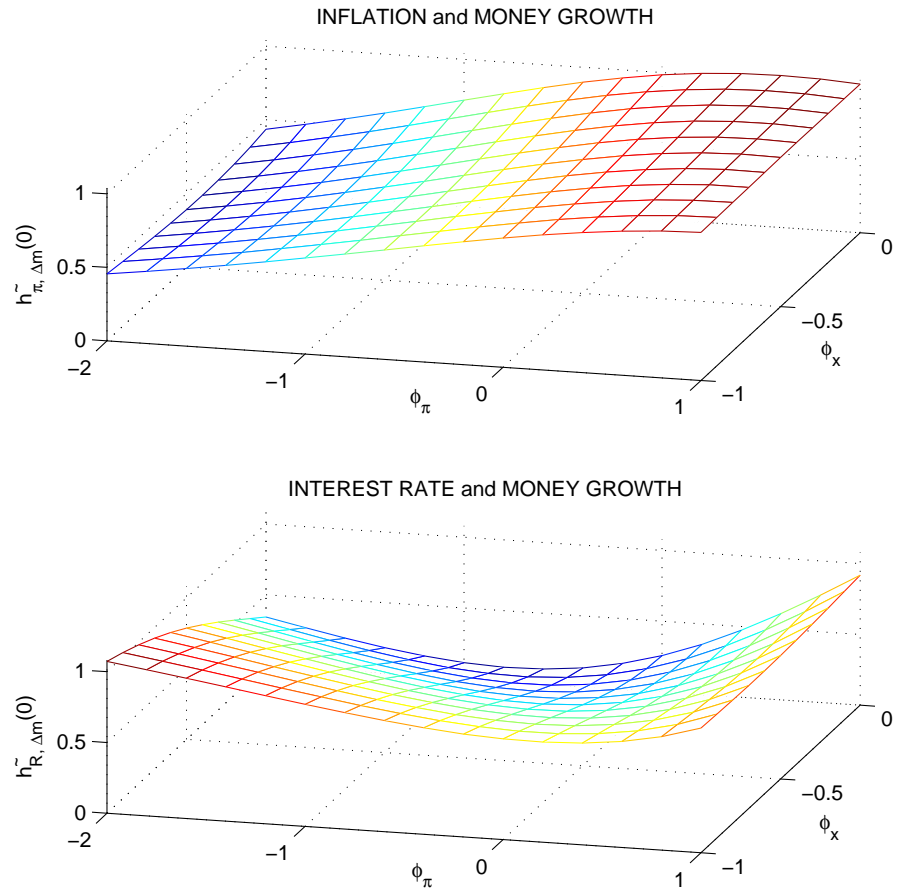 INFLATION and MONEY GROWTH
1
0.5
0
h̃π, Δm(0)
−2
−1
0
1
ϕπ
−1
−0.5
0
ϕx
INTEREST RATE and MONEY GROWTH
1
0.5
0
h̃R, Δm(0)
−2
−1
0
1
ϕπ
−1
−0.5
0
ϕx